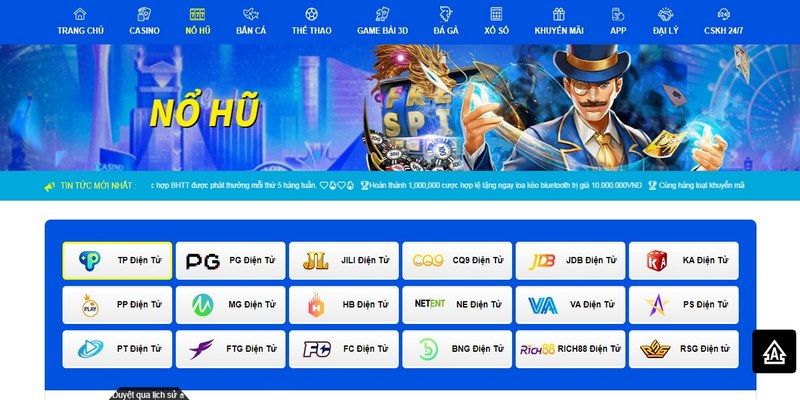 TRANG CHỦ CASINO NỔ HŨ BẮN CÁ THỂ THAO GAME BÀI 3D ĐÁ GÀ XỔ SỐ KHUYẾN MÃI APP ĐẠI LÝ CSKH 24/7
NỔ HŨ
FRE
SPI
CASINO
TIN TỨC MỚI NHẤT : hợp BHTT được phát thưởng mỗi thứ 5 hàng tuần. Hoàn thành 1,000,000 cược hợp lệ tặng ngay loa kéo bluetooth trị giá 10.000.000VND Cùng hàng loạt khuyến mã
TP Điện Tử PG PG Điện Tử JL JILI Điện Tử CQ9 CQ9 Điện Tử JDB JDB Điện Tử KA KA Điện Tử
PLAY PP Điện Tử MG Điện Tử H HB Điện Tử NETENT NE Điện Tử VA VA Điện Tử PS Điện Tử
PT Điện Tử FTG Điện Tử FC FC Điện Tử BNG Điện Tử RICH88 RICH88 Điện Tử RSG RSG Điện tử
A
Duyệt qua lịch sử